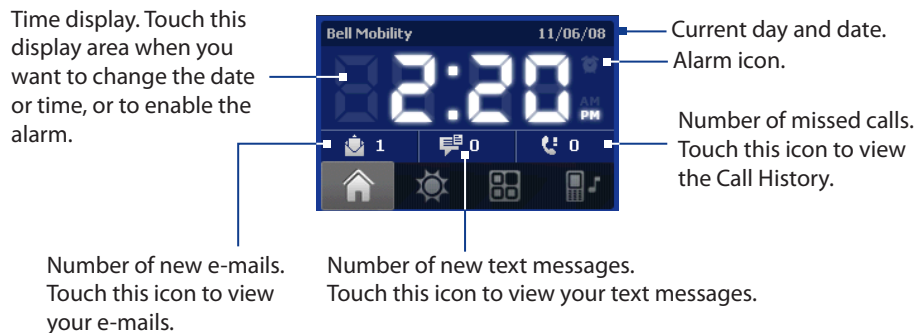 Time display. Touch this
display area when you
want to change the date
or time, or to enable the
alarm.
Bell Mobility 11/06/08
2:20
AM
PM
1 0 0
Current day and date.
Alarm icon.
Number of missed calls.
Touch this icon to view
the Call History.
Number of new e-mails.
Touch this icon to view
your e-mails.
Number of new text messages.
Touch this icon to view your text messages.